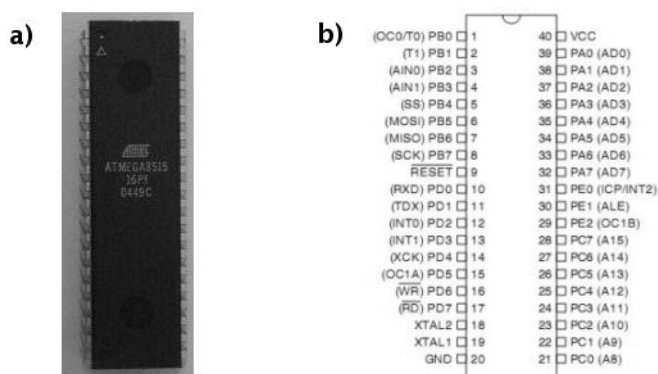 a)
ATMEL
ATMEGA8515
16PI
0449C
b)
(OC0/T0) PB0 1 40 VCC
(T1) PB1 2 39 PA0 (AD0)
(AIN0) PB2 3 38 PA1 (AD1)
(AIN1) PB3 4 37 PA2 (AD2)
(SS) PB4 5 36 PA3 (AD3)
(MOSI) PB5 6 35 PA4 (AD4)
(MISO) PB6 7 34 PA5 (AD5)
(SCK) PB7 8 33 PA6 (AD6)
RESET 9 32 PA7 (AD7)
(RXD) PD0 10 31 PE0 (ICP/INT2)
(TDX) PD1 11 30 PE1 (ALE)
(INT0) PD2 12 29 PE2 (OC1B)
(INT1) PD3 13 28 PC7 (A15)
(XCK) PD4 14 27 PC6 (A14)
(OC1A) PD5 15 26 PC5 (A13)
(WR) PD6 16 25 PC4 (A12)
(RD) PD7 17 24 PC3 (A11)
XTAL2 18 23 PC2 (A10)
XTAL1 19 22 PC1 (A9)
GND 20 21 PC0 (A8)